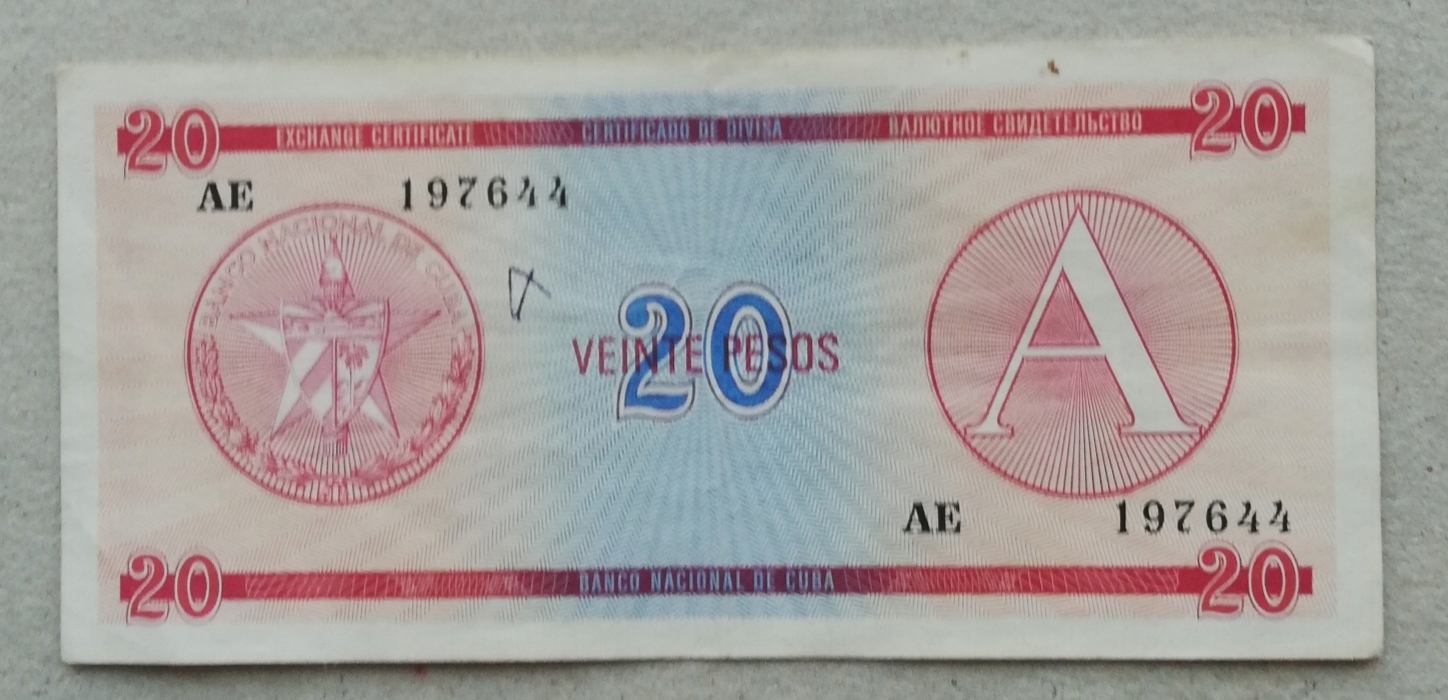 20 EXCHANGE CERTIFICATE CERTIFICADO DE DIVISA ВАЛЮТНОЕ СВИДЕТЕЛЬСТВО 20
AE 197644
BANCO NACIONAL DE CUBA
A
20
VEINTE PESOS
AE 197644
20 BANCO NACIONAL DE CUBA 20